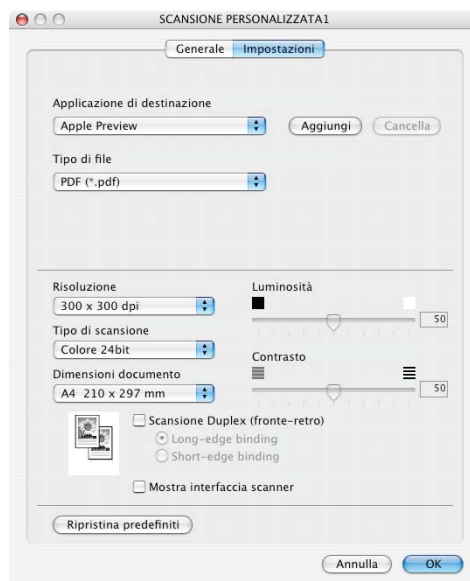 SCANSIONE PERSONALIZZATA1
Generale Impostazioni
Applicazione di destinazione
Apple Preview Aggiungi Cancella
Tipo di file
PDF (*.pdf)
Risoluzione Luminosità
300 x 300 dpi 50
Tipo di scansione
Colore 24bit Contrasto
Dimensioni documento
A4 210 x 297 mm 50
Scansione Duplex (fronte-retro)
Long-edge binding
Short-edge binding
Mostra interfaccia scanner
Ripristina predefiniti
Annulla OK